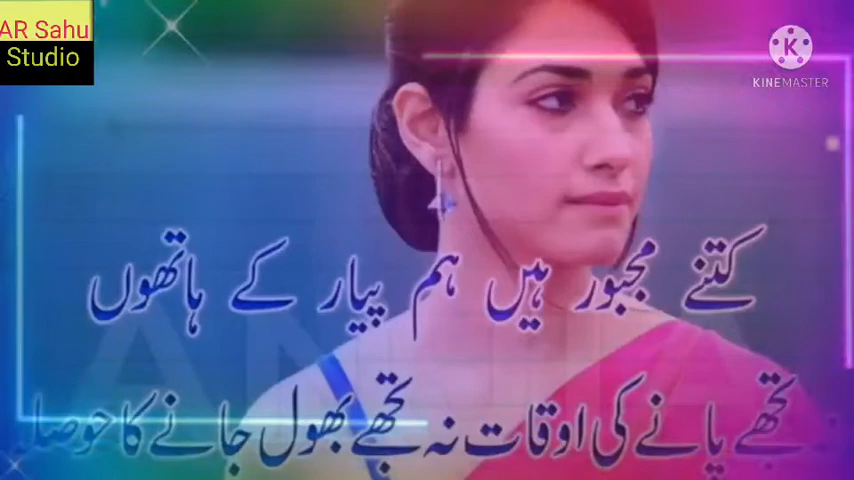 AR Sahu
Studio
KINEMASTER
کتنے مجبور ہیں ہم پیار کے ہاتھوں
نہ تجھے پانے کی اوقات نہ تجھے بھول جانے کا حوصلہ